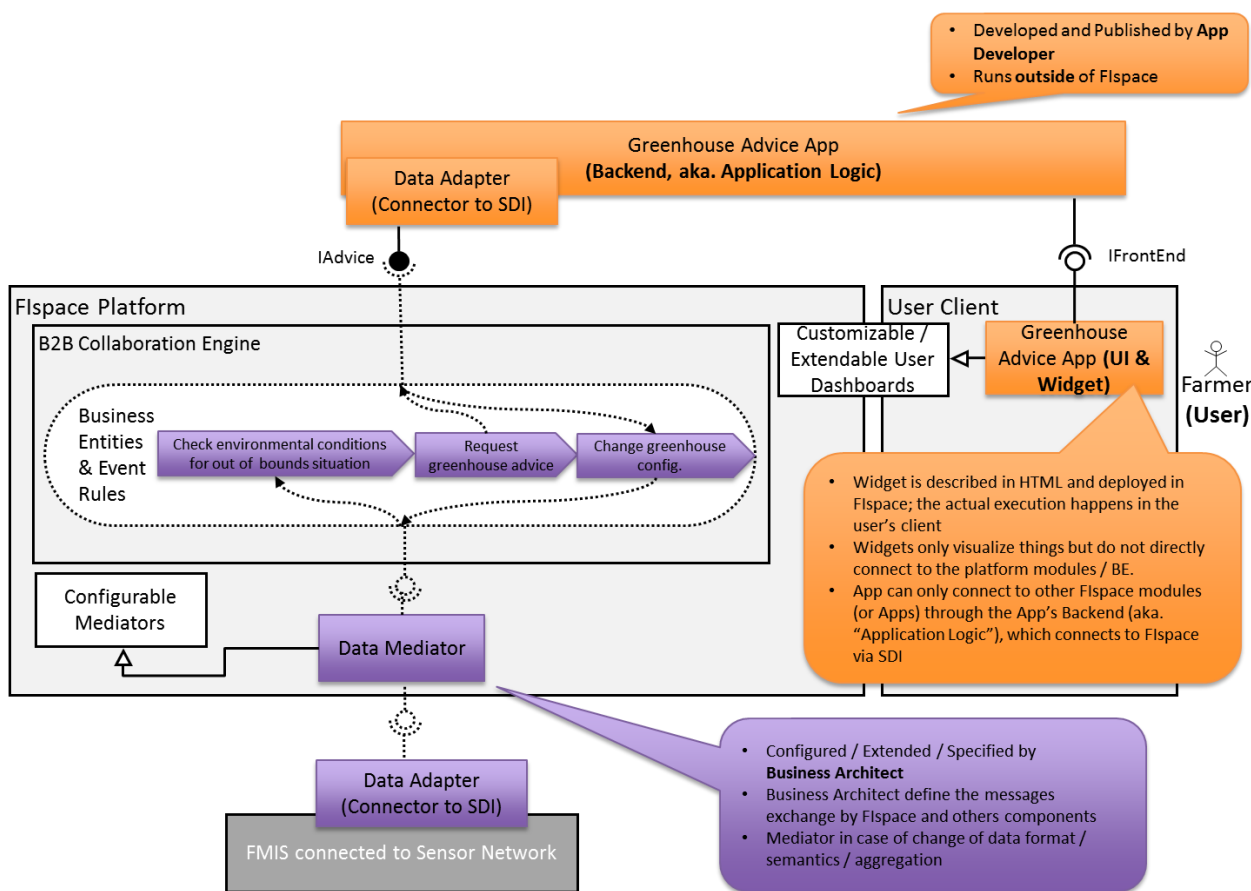 • Developed and Published by App
Developer
• Runs outside of FIspace
Greenhouse Advice App
(Backend, aka. Application Logic)
Data Adapter
(Connector to SDI)
IAdvice
IFrontEnd
FIspace Platform
User Client
B2B Collaboration Engine
Customizable /
Extendable User
Dashboards
Greenhouse
Advice App (UI &
Widget)
Farmer
(User)
Business
Entities
& Event
Rules
Check environmental conditions
for out of bounds situation
Request
greenhouse advice
Change greenhouse
config.
• Widget is described in HTML and deployed in
FIspace; the actual execution happens in the
user's client
• Widgets only visualize things but do not directly
connect to the platform modules / BE.
• App can only connect to other FIspace modules
(or Apps) through the App's Backend (aka.
“Application Logic”), which connects to FIspace
via SDI
Configurable
Mediators
Data Mediator
• Configured / Extended / Specified by
Business Architect
• Business Architect define the messages
exchange by FIspace and others components
• Mediator in case of change of data format /
semantics / aggregation
Data Adapter
(Connector to SDI)
FMIS connected to Sensor Network